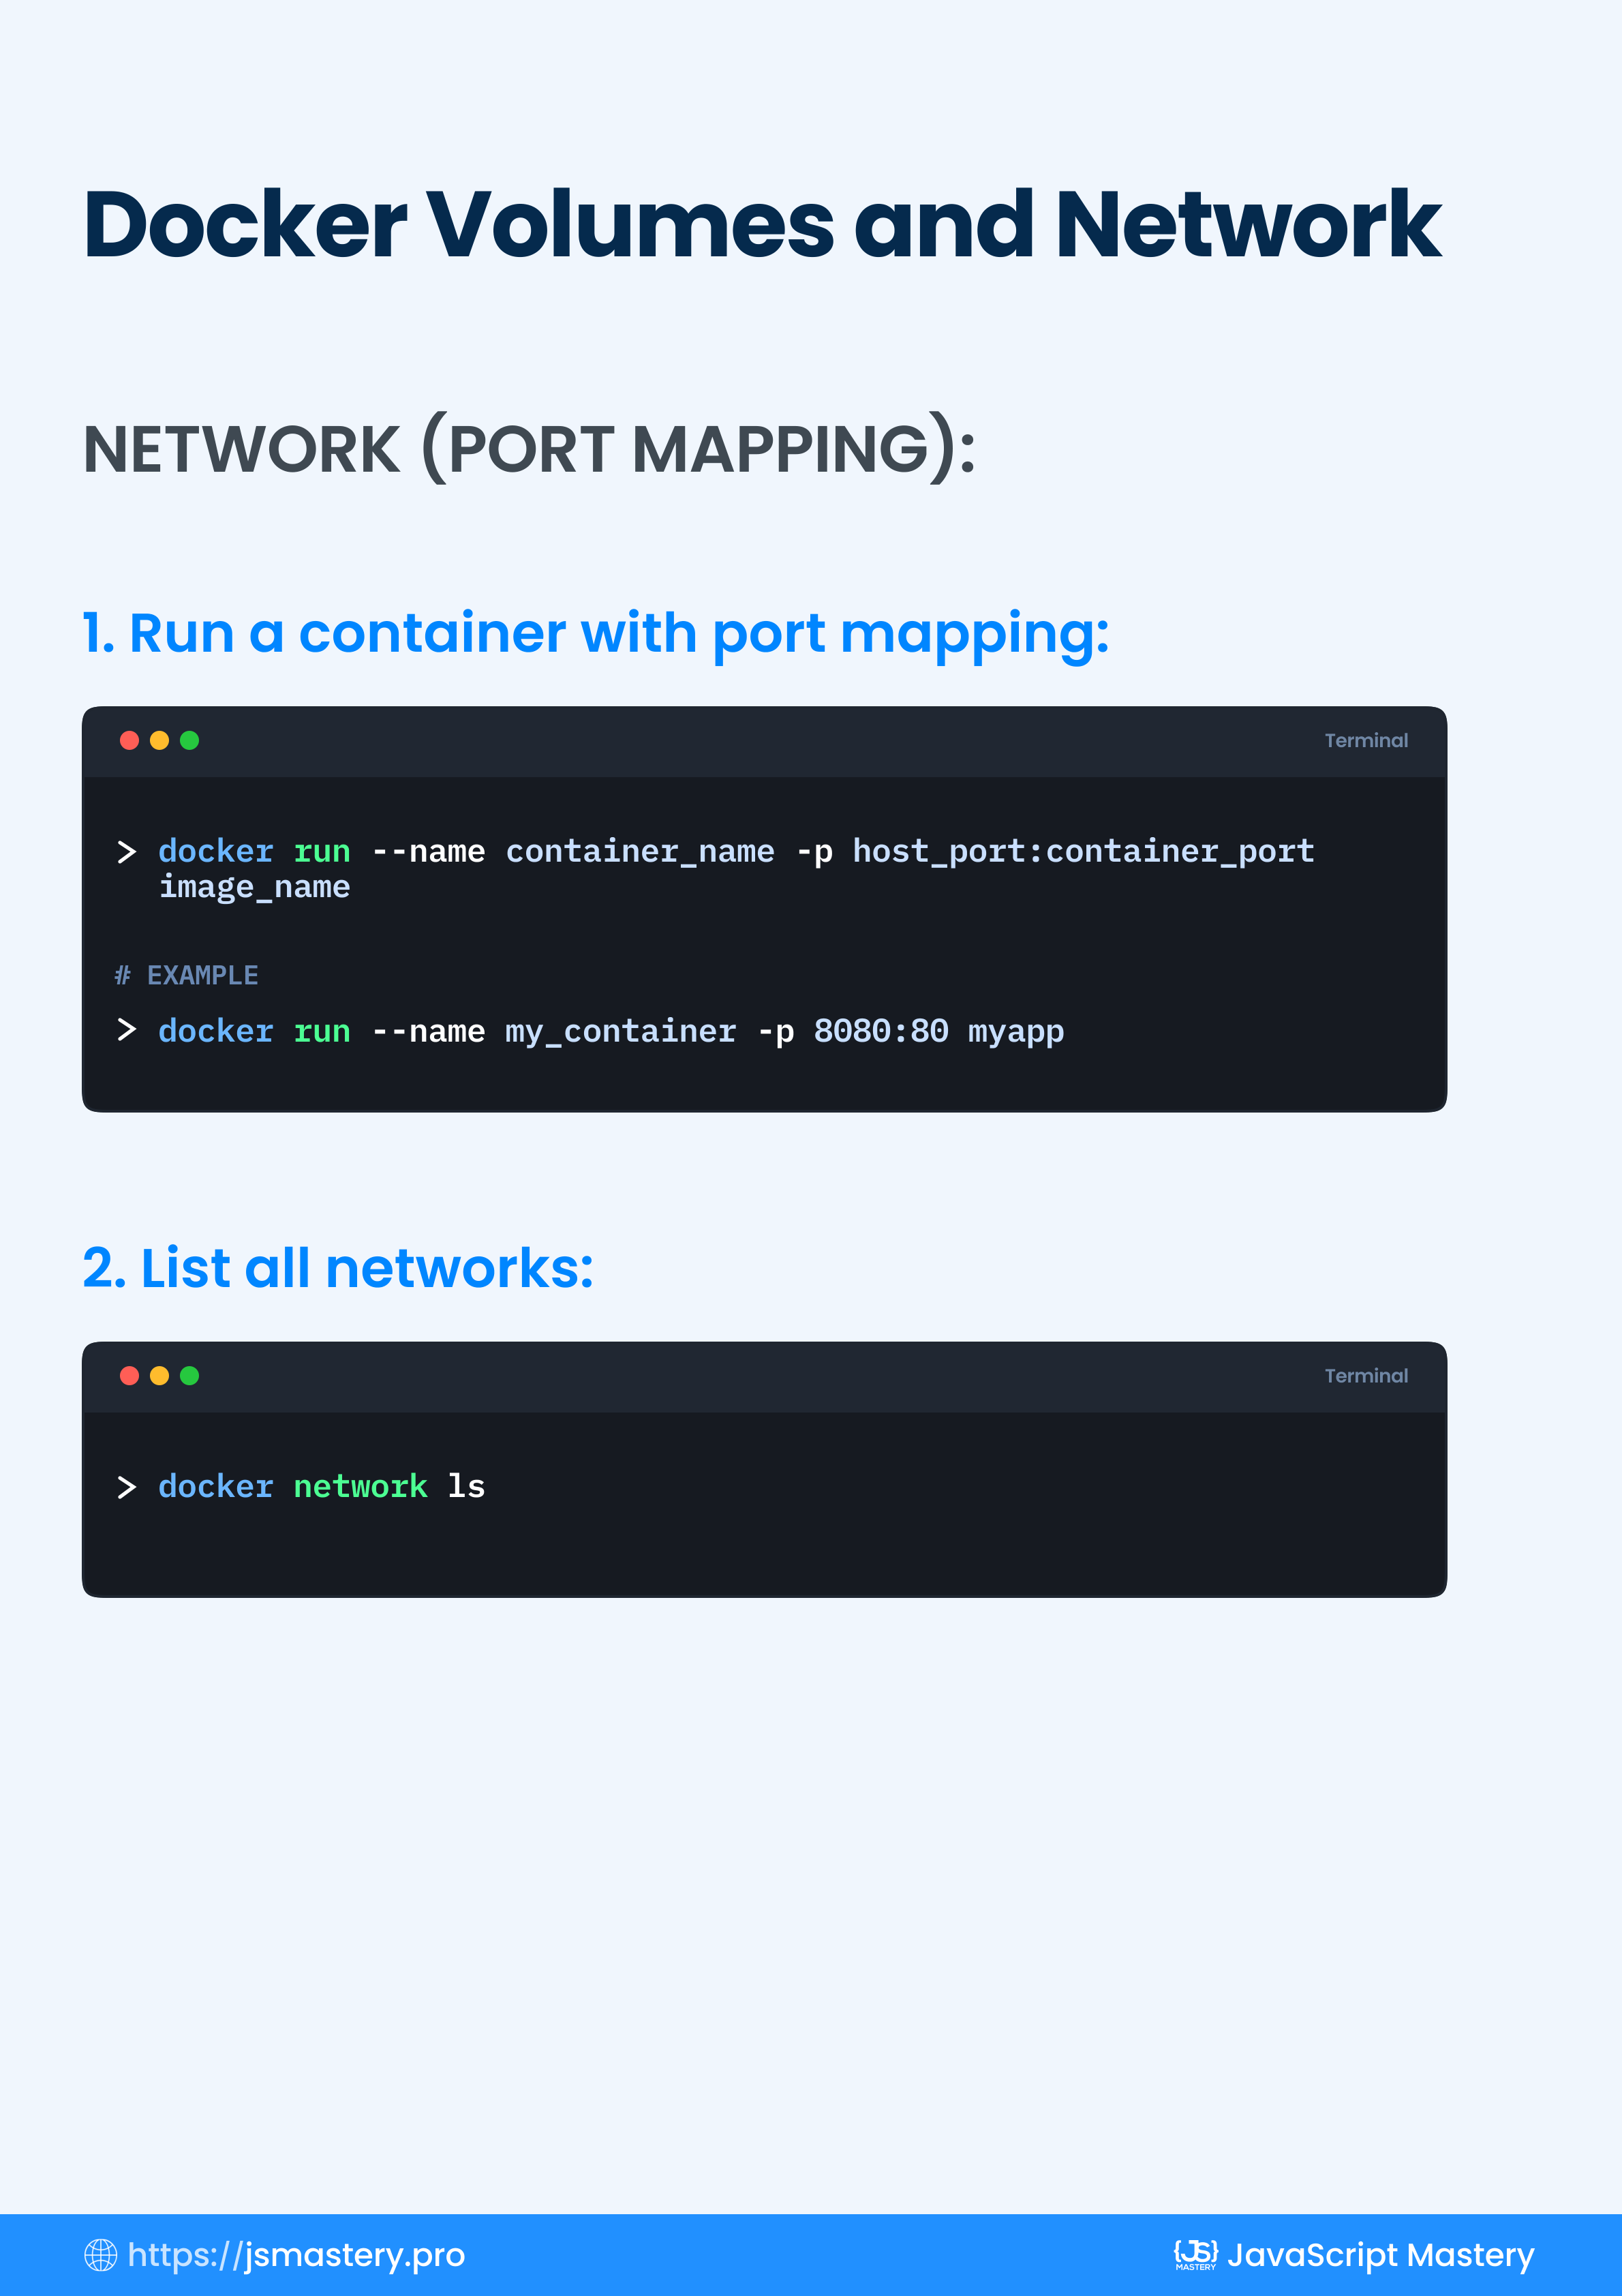 Docker Volumes and Network
NETWORK (PORT MAPPING):
1. Run a container with port mapping:
Terminal
> docker run --name container_name -p host_port:container_port
image_name
# EXAMPLE
> docker run --name my_container -p 8080:80 myapp
2. List all networks:
Terminal
> docker network ls
https://jsmastery.pro
{JS}
MASTERY
JavaScript Mastery